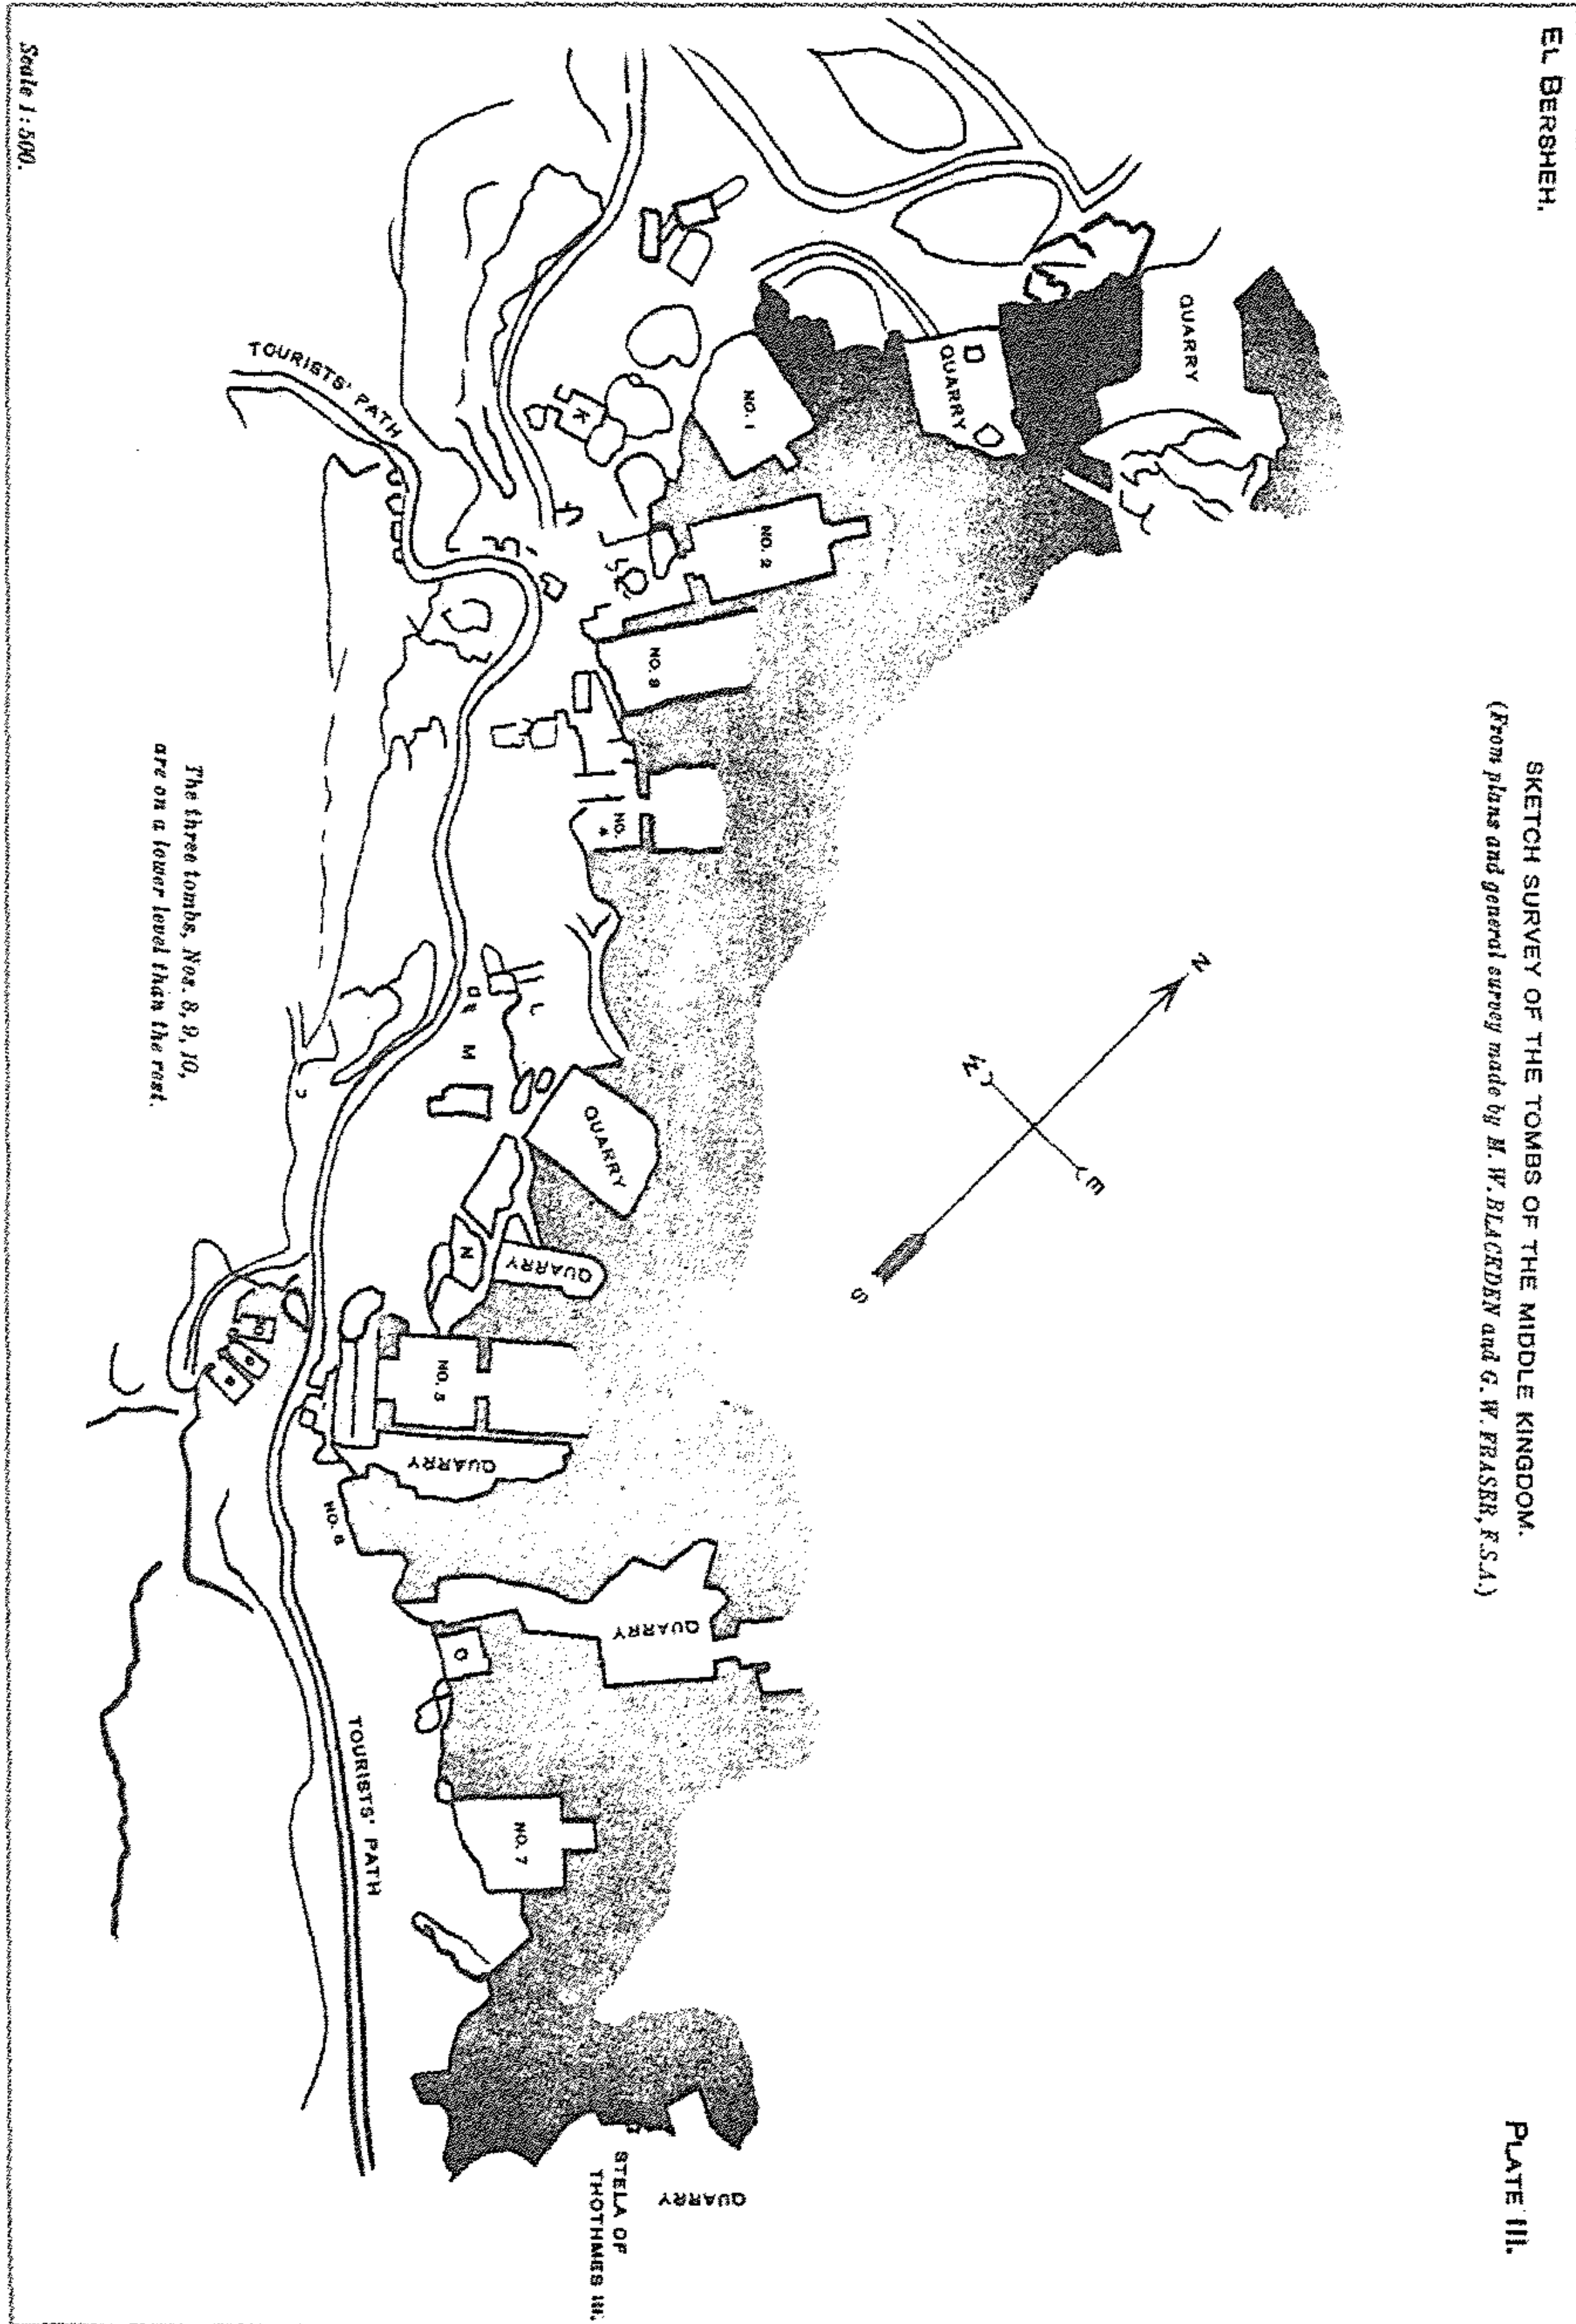 EL BERSHEH.
PLATE III.
SKETCH SURVEY OF THE TOMBS OF THE MIDDLE KINGDOM.
(From plans and general survey made by M. W. BLACKDEN and G. W. FRASER, F.S.A.)
QUARRY
QUARRY
NO. 1
K
NO. 2
NO. 3
NO.
4
TOURISTS' PATH
N
W
E
S
L
M
QUARRY
N
QUARRY
NO. 5
QUARRY
NO. 6
10
9
8
QUARRY
O
NO. 7
TOURISTS' PATH
STELA OF
THOTHMES III.
QUARRY
The three tombs, Nos. 8, 9, 10,
are on a lower level than the rest.
Scale 1:500.